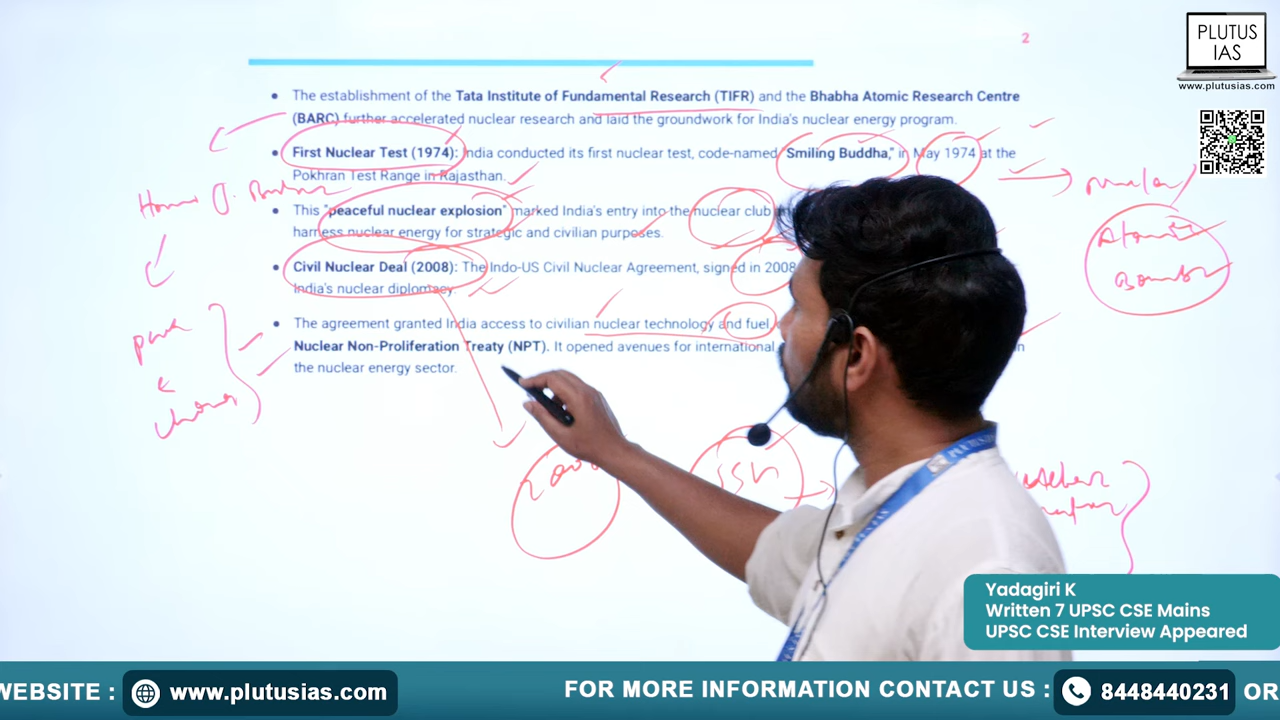 2
PLUTUS
IAS
www.plutusias.com
• The establishment of the Tata Institute of Fundamental Research (TIFR) and the Bhabha Atomic Research Centre
(BARC) further accelerated nuclear research and laid the groundwork for India's nuclear energy program.
• First Nuclear Test (1974): India conducted its first nuclear test, code-named "Smiling Buddha," in May 1974 at the
Pokhran Test Range in Rajasthan.
• This "peaceful nuclear explosion" marked India's entry into the nuclear club
harness nuclear energy for strategic and civilian purposes.
• Civil Nuclear Deal (2008): The Indo-US Civil Nuclear Agreement, signed in 2008
India's nuclear diplomacy.
• The agreement granted India access to civilian nuclear technology and fuel
Nuclear Non-Proliferation Treaty (NPT). It opened avenues for international
the nuclear energy sector.
nuclear
Atomic
Yadagiri K
Written 7 UPSC CSE Mains
UPSC CSE Interview Appeared
WEBSITE : www.plutusias.com FOR MORE INFORMATION CONTACT US : 8448440231 OR